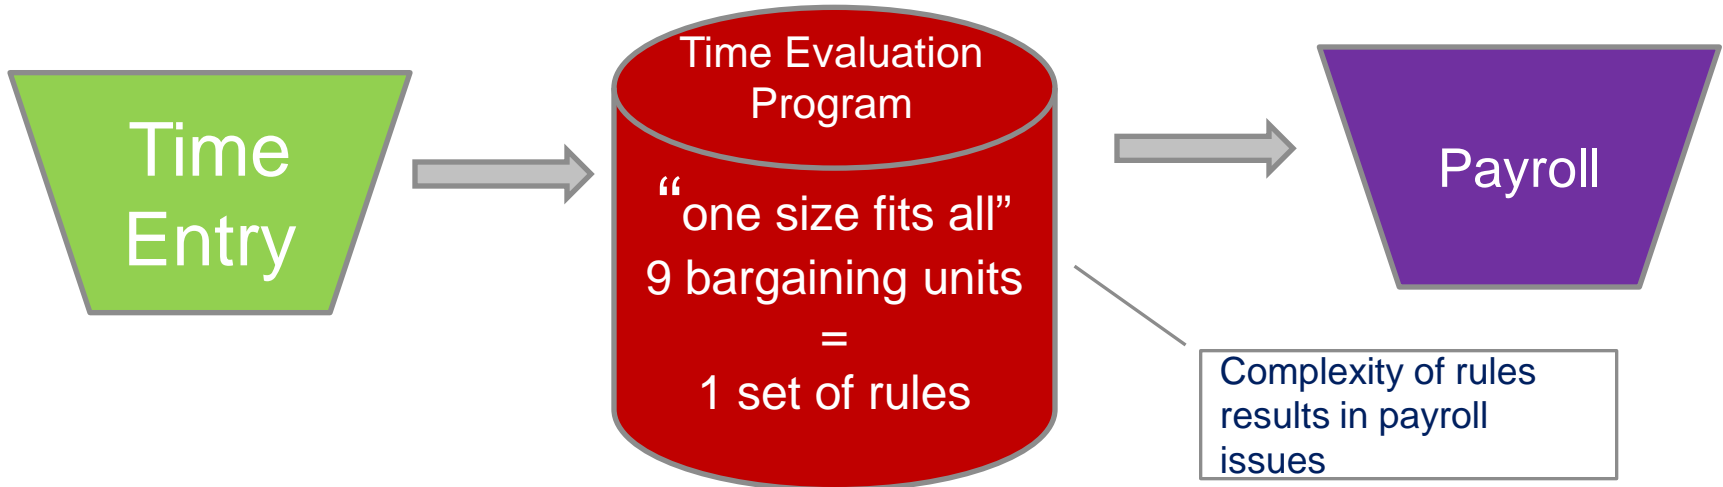 Time
Entry
Time Evaluation
Program
“one size fits all”
9 bargaining units
=
1 set of rules
Payroll
Complexity of rules
results in payroll
issues